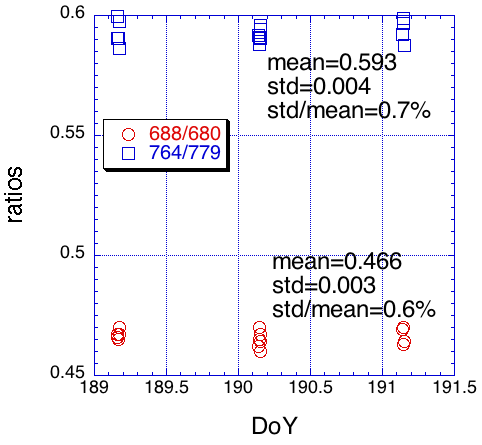 0.6
mean=0.593
std=0.004
std/mean=0.7%
0.55
688/680
764/779
ratios
0.5
mean=0.466
std=0.003
std/mean=0.6%
0.45
189 189.5 190 190.5 191 191.5
DoY